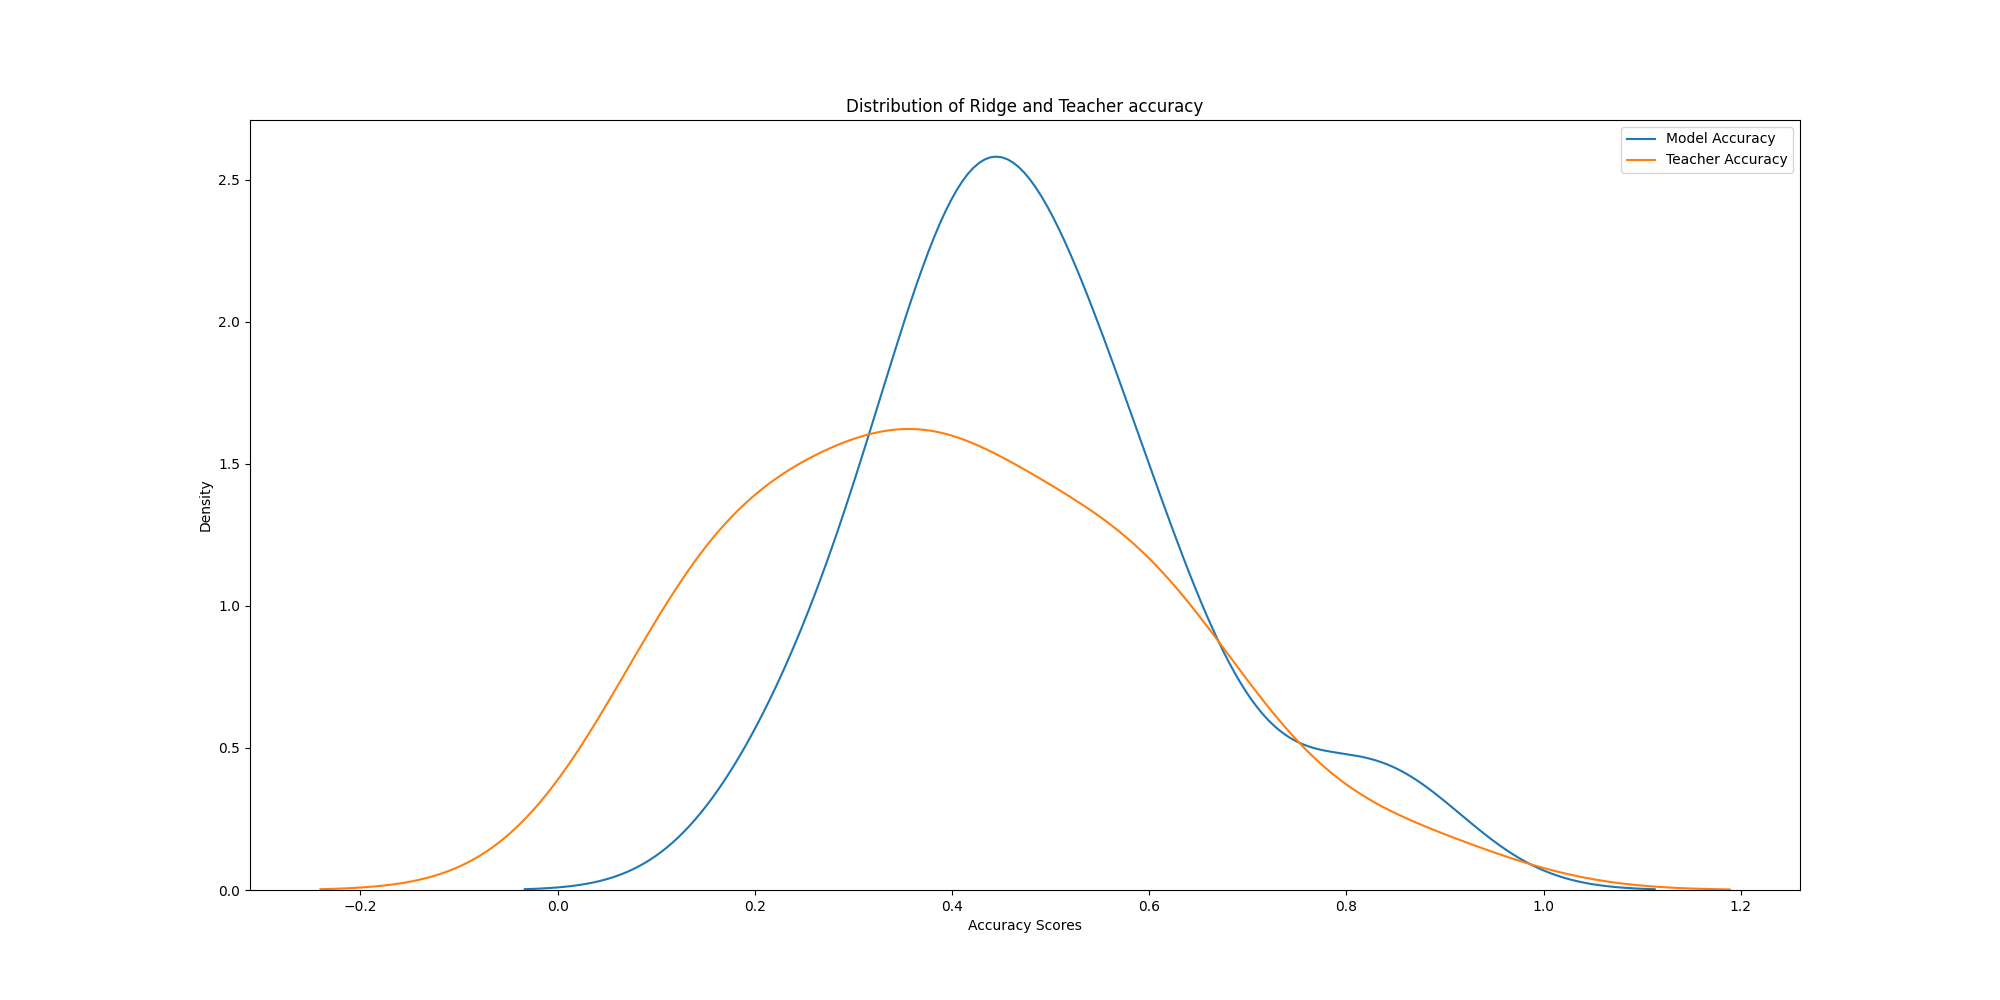 Distribution of Ridge and Teacher accuracy
Model Accuracy
Teacher Accuracy
Density
2.5
2.0
1.5
1.0
0.5
0.0
−0.2
0.0
0.2
0.4
0.6
0.8
1.0
1.2
Accuracy Scores